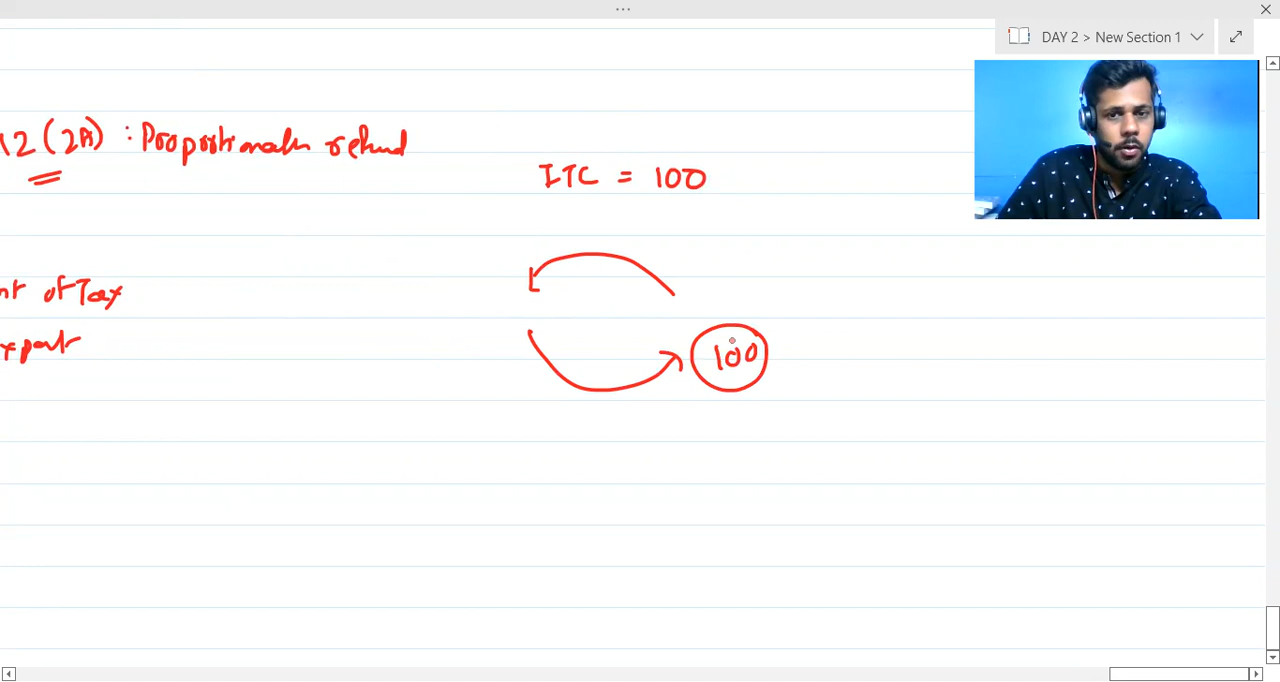 ...
DAY 2 > New Section 1
12 (2A) : Proportionate refund
ITC = 100
nt of Tax
xport
100